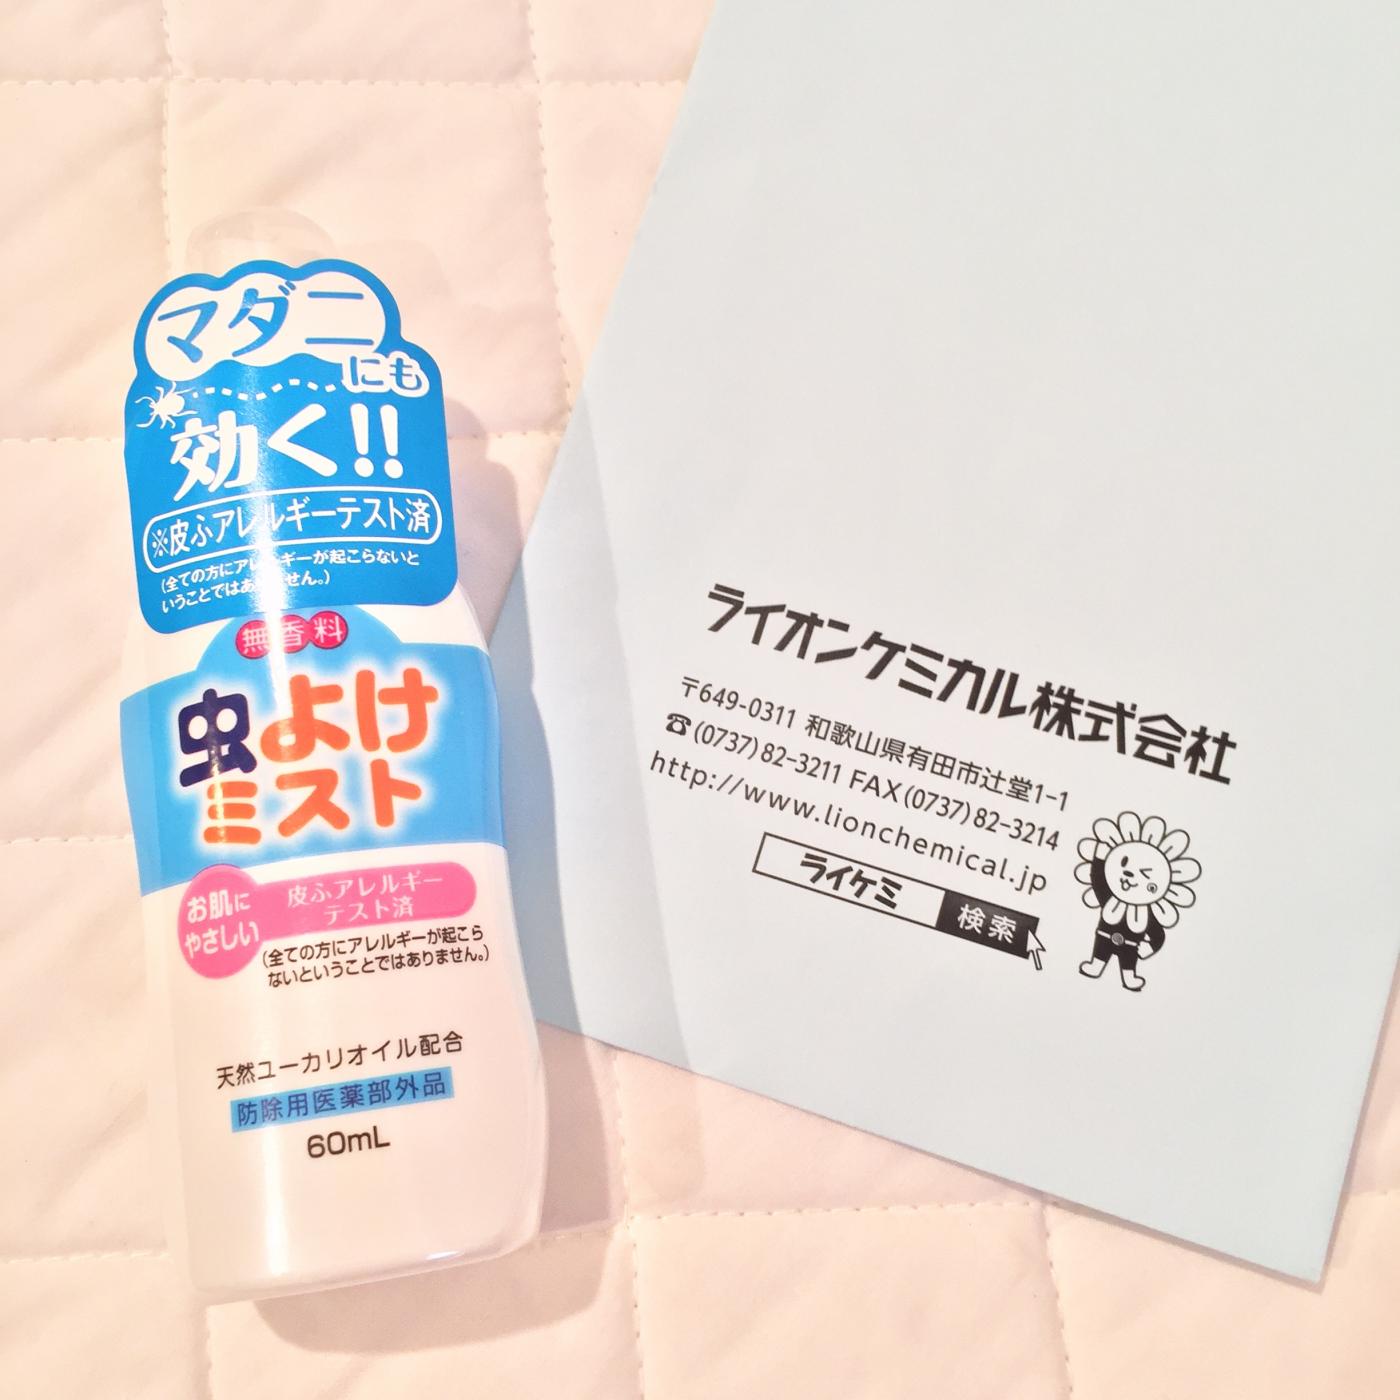 マダニ
にも
効く!!
※皮ふアレルギーテスト済
(全ての方にアレルギーが起こらないと
いうことではありません。)
無香料
虫よけ
ミスト
お肌に
やさしい
皮ふアレルギー
テスト済
(全ての方にアレルギーが起こら
ないということではありません。)
天然ユーカリオイル配合
防除用医薬部外品
60mL
ライオンケミカル株式会社
〒649-0311 和歌山県有田市辻堂1-1
☎(0737)82-3211 FAX(0737)82-3214
http://www.lionchemical.jp
ライケミ 検索